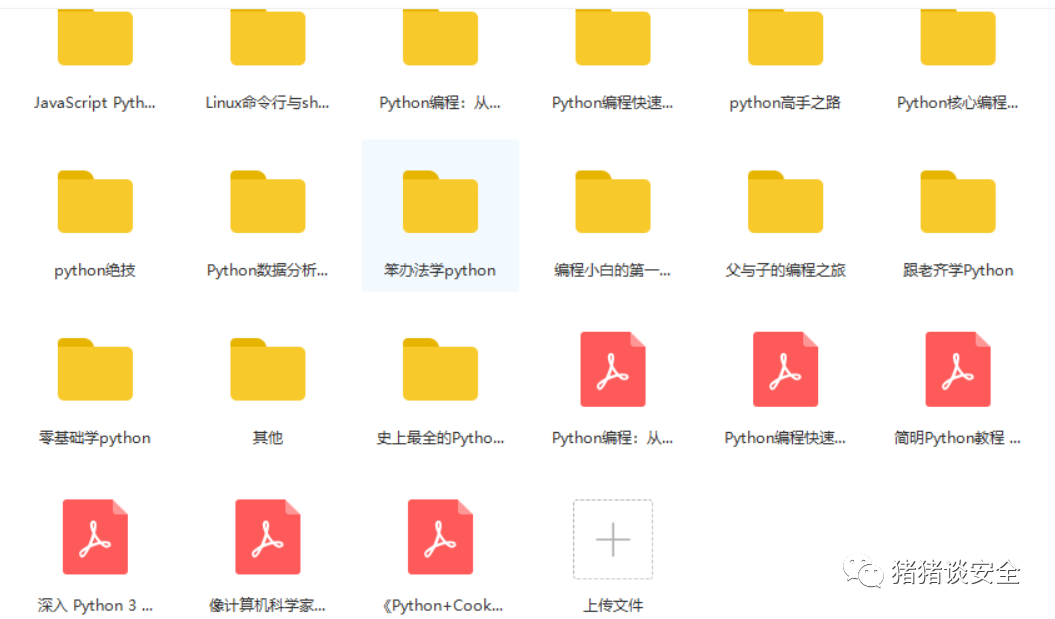 JavaScript Pyth...
Linux命令行与sh...
Python编程：从...
Python编程快速...
python高手之路
Python核心编程...
python绝技
Python数据分析...
笨办法学python
编程小白的第一...
父与子的编程之旅
跟老齐学Python
零基础学python
其他
史上最全的Pytho...
Python编程：从...
Python编程快速...
简明Python教程 ...
深入 Python 3 ...
像计算机科学家...
《Python+Cook...
上传文件
猪猪谈安全